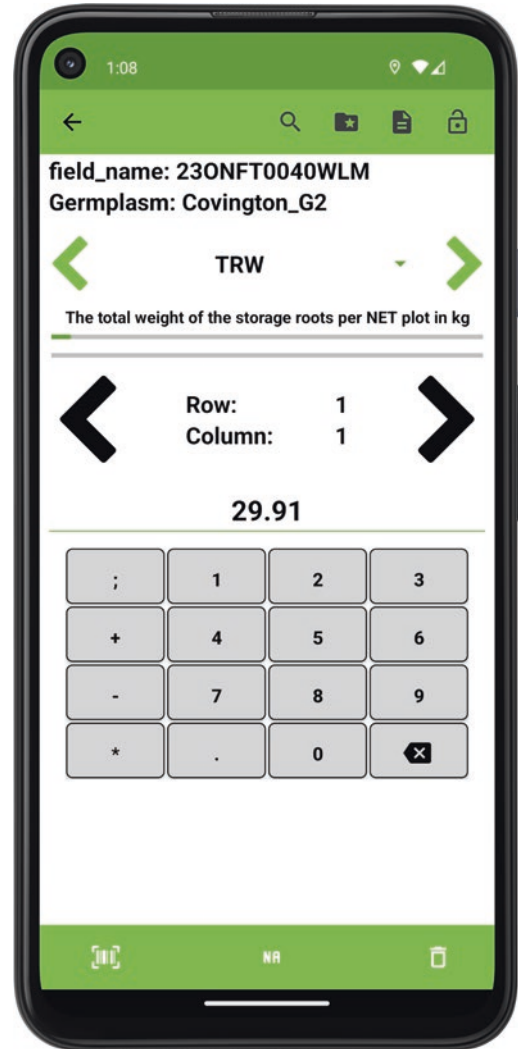 1:08
field_name: 23ONFT0040WLM
Germplasm: Covington_G2
TRW
The total weight of the storage roots per NET plot in kg
Row: 1
Column: 1
29.91
; 1 2 3
+ 4 5 6
- 7 8 9
* . 0
NA